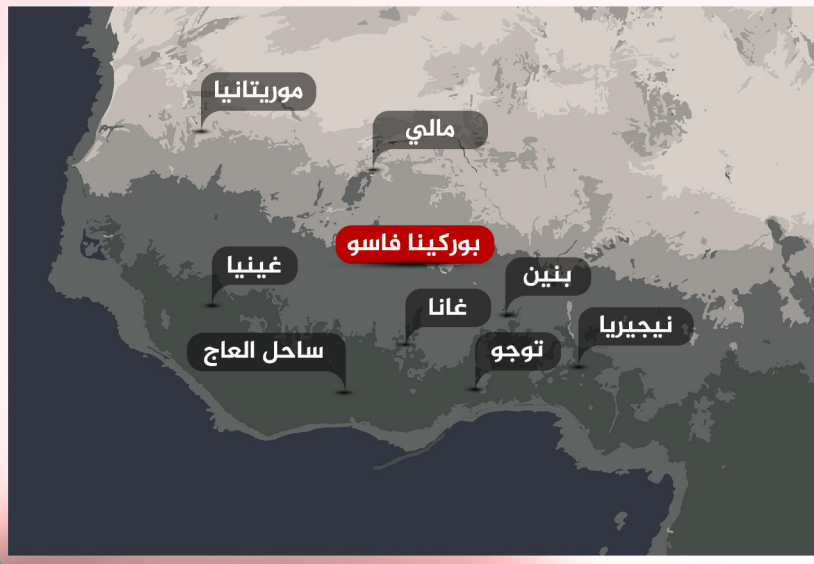 موريتانيا
مالي
بوركينا فاسو
غينيا
بنين
غانا
نيجيريا
ساحل العاج
توجو